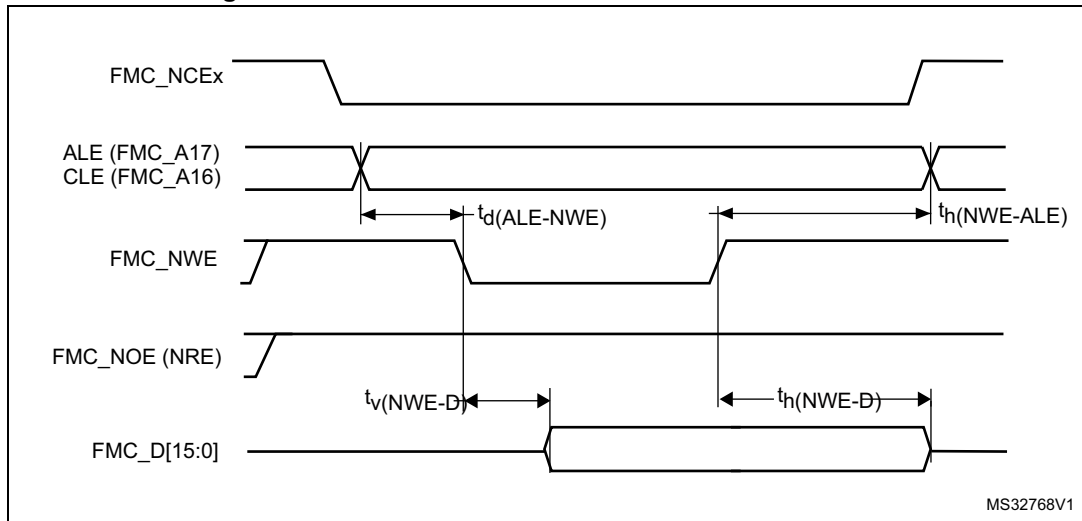 FMC_NCEx
ALE (FMC_A17)
CLE (FMC_A16)
td(ALE-NWE)
th(NWE-ALE)
FMC_NWE
FMC_NOE (NRE)
tv(NWE-D)
th(NWE-D)
FMC_D[15:0]
MS32768V1